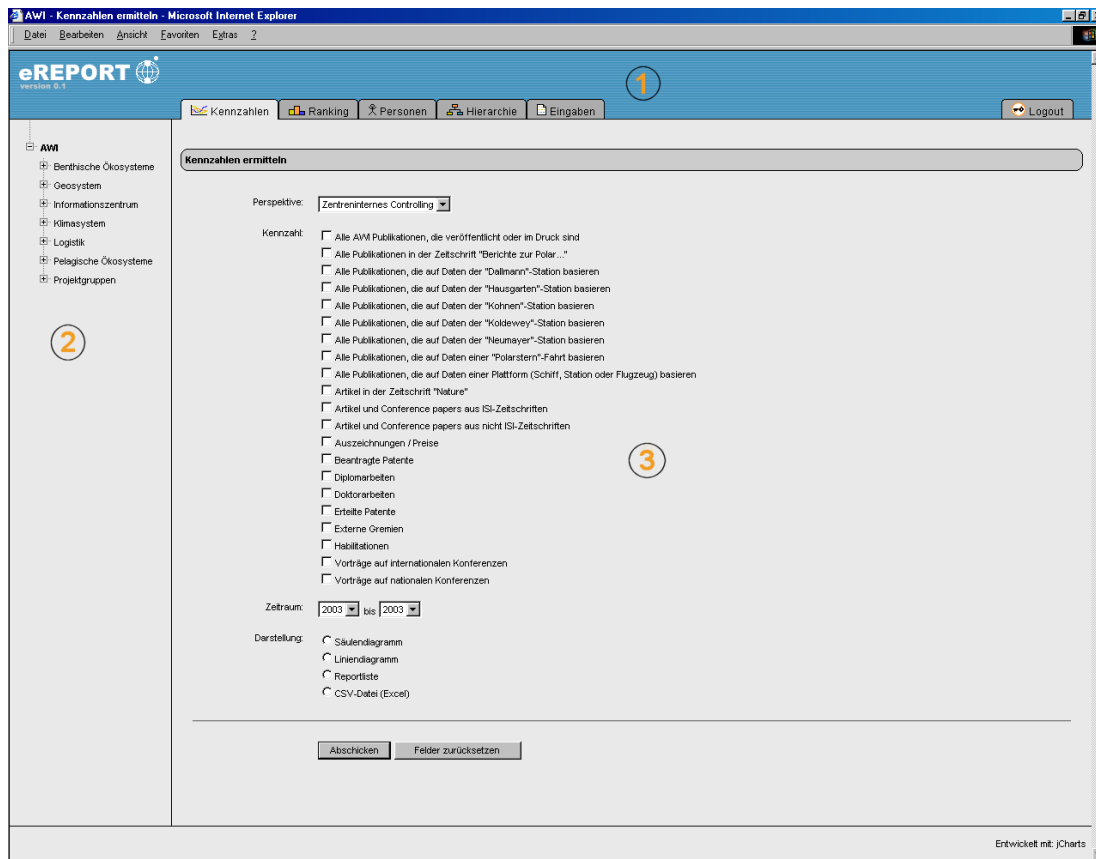 AWI - Kennzahlen ermitteln - Microsoft Internet Explorer
Datei Bearbeiten Ansicht Favoriten Extras ?
eREPORT
version 0.1
1
Kennzahlen Ranking Personen Hierarchie Eingaben Logout
AWI
Benthische Ökosysteme
Geosystem
Informationszentrum
Klimasystem
Logistik
Pelagische Ökosysteme
Projektgruppen
2
Kennzahlen ermitteln
Perspektive: Zentreninternes Controlling
Kennzahl: Alle AWI Publikationen, die veröffentlicht oder im Druck sind
Alle Publikationen in der Zeitschrift "Berichte zur Polar..."
Alle Publikationen, die auf Daten der "Dallmann"-Station basieren
Alle Publikationen, die auf Daten der "Hausgarten"-Station basieren
Alle Publikationen, die auf Daten der "Kohnen"-Station basieren
Alle Publikationen, die auf Daten der "Koldewey"-Station basieren
Alle Publikationen, die auf Daten der "Neumayer"-Station basieren
Alle Publikationen, die auf Daten einer "Polarstern"-Fahrt basieren
Alle Publikationen, die auf Daten einer Plattform (Schiff, Station oder Flugzeug) basieren
Artikel in der Zeitschrift "Nature"
Artikel und Conference papers aus ISI-Zeitschriften
Artikel und Conference papers aus nicht ISI-Zeitschriften
Auszeichnungen / Preise
Beantragte Patente
3
Diplomarbeiten
Doktorarbeiten
Erteilte Patente
Externe Gremien
Habilitationen
Vorträge auf internationalen Konferenzen
Vorträge auf nationalen Konferenzen
Zeitraum: 2003 bis 2003
Darstellung: Säulendiagramm
Liniendiagramm
Reportliste
CSV-Datei (Excel)
Abschicken Felder zurücksetzen
Entwickelt mit: jCharts